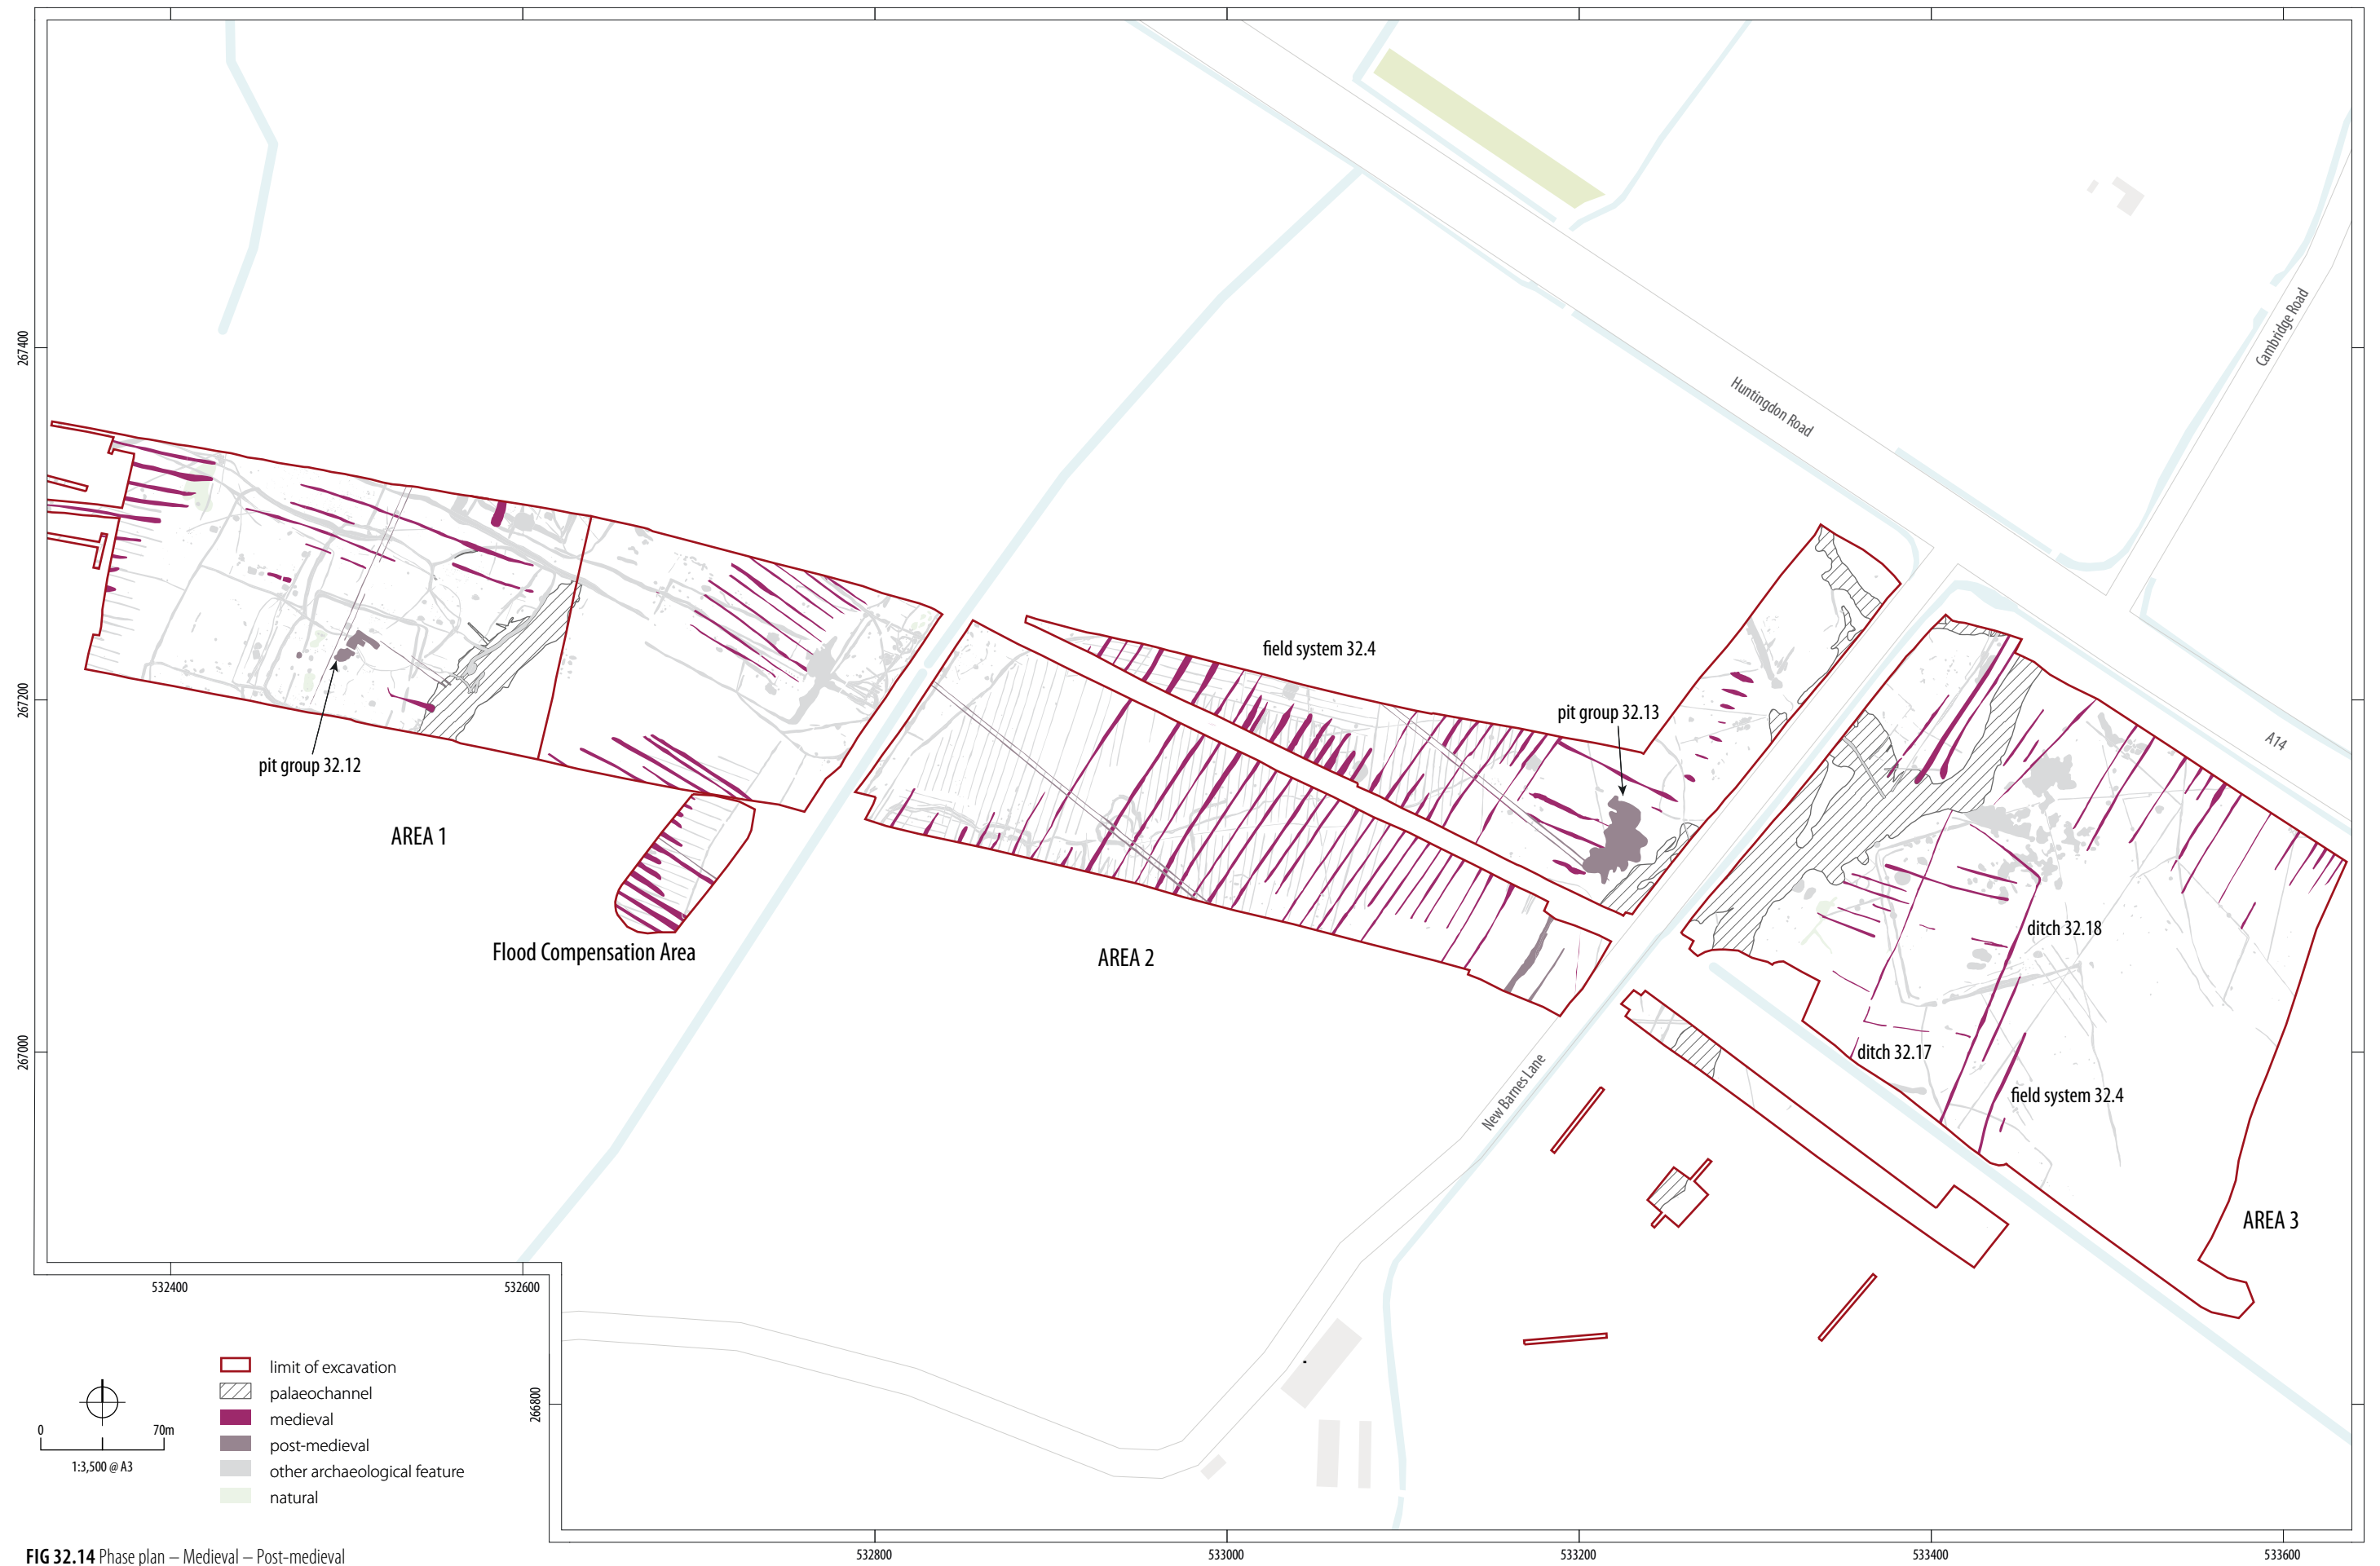 267400
267200
267000
266800
Huntingdon Road
Cambridge Road
A14
New Barnes Lane
field system 32.4
pit group 32.13
pit group 32.12
AREA 1
Flood Compensation Area
AREA 2
ditch 32.18
ditch 32.17
field system 32.4
AREA 3
532400
532600
532800
533000
533200
533400
533600
0
70m
1:3,500 @ A3
limit of excavation
palaeochannel
medieval
post-medieval
other archaeological feature
natural
FIG 32.14 Phase plan – Medieval – Post-medieval